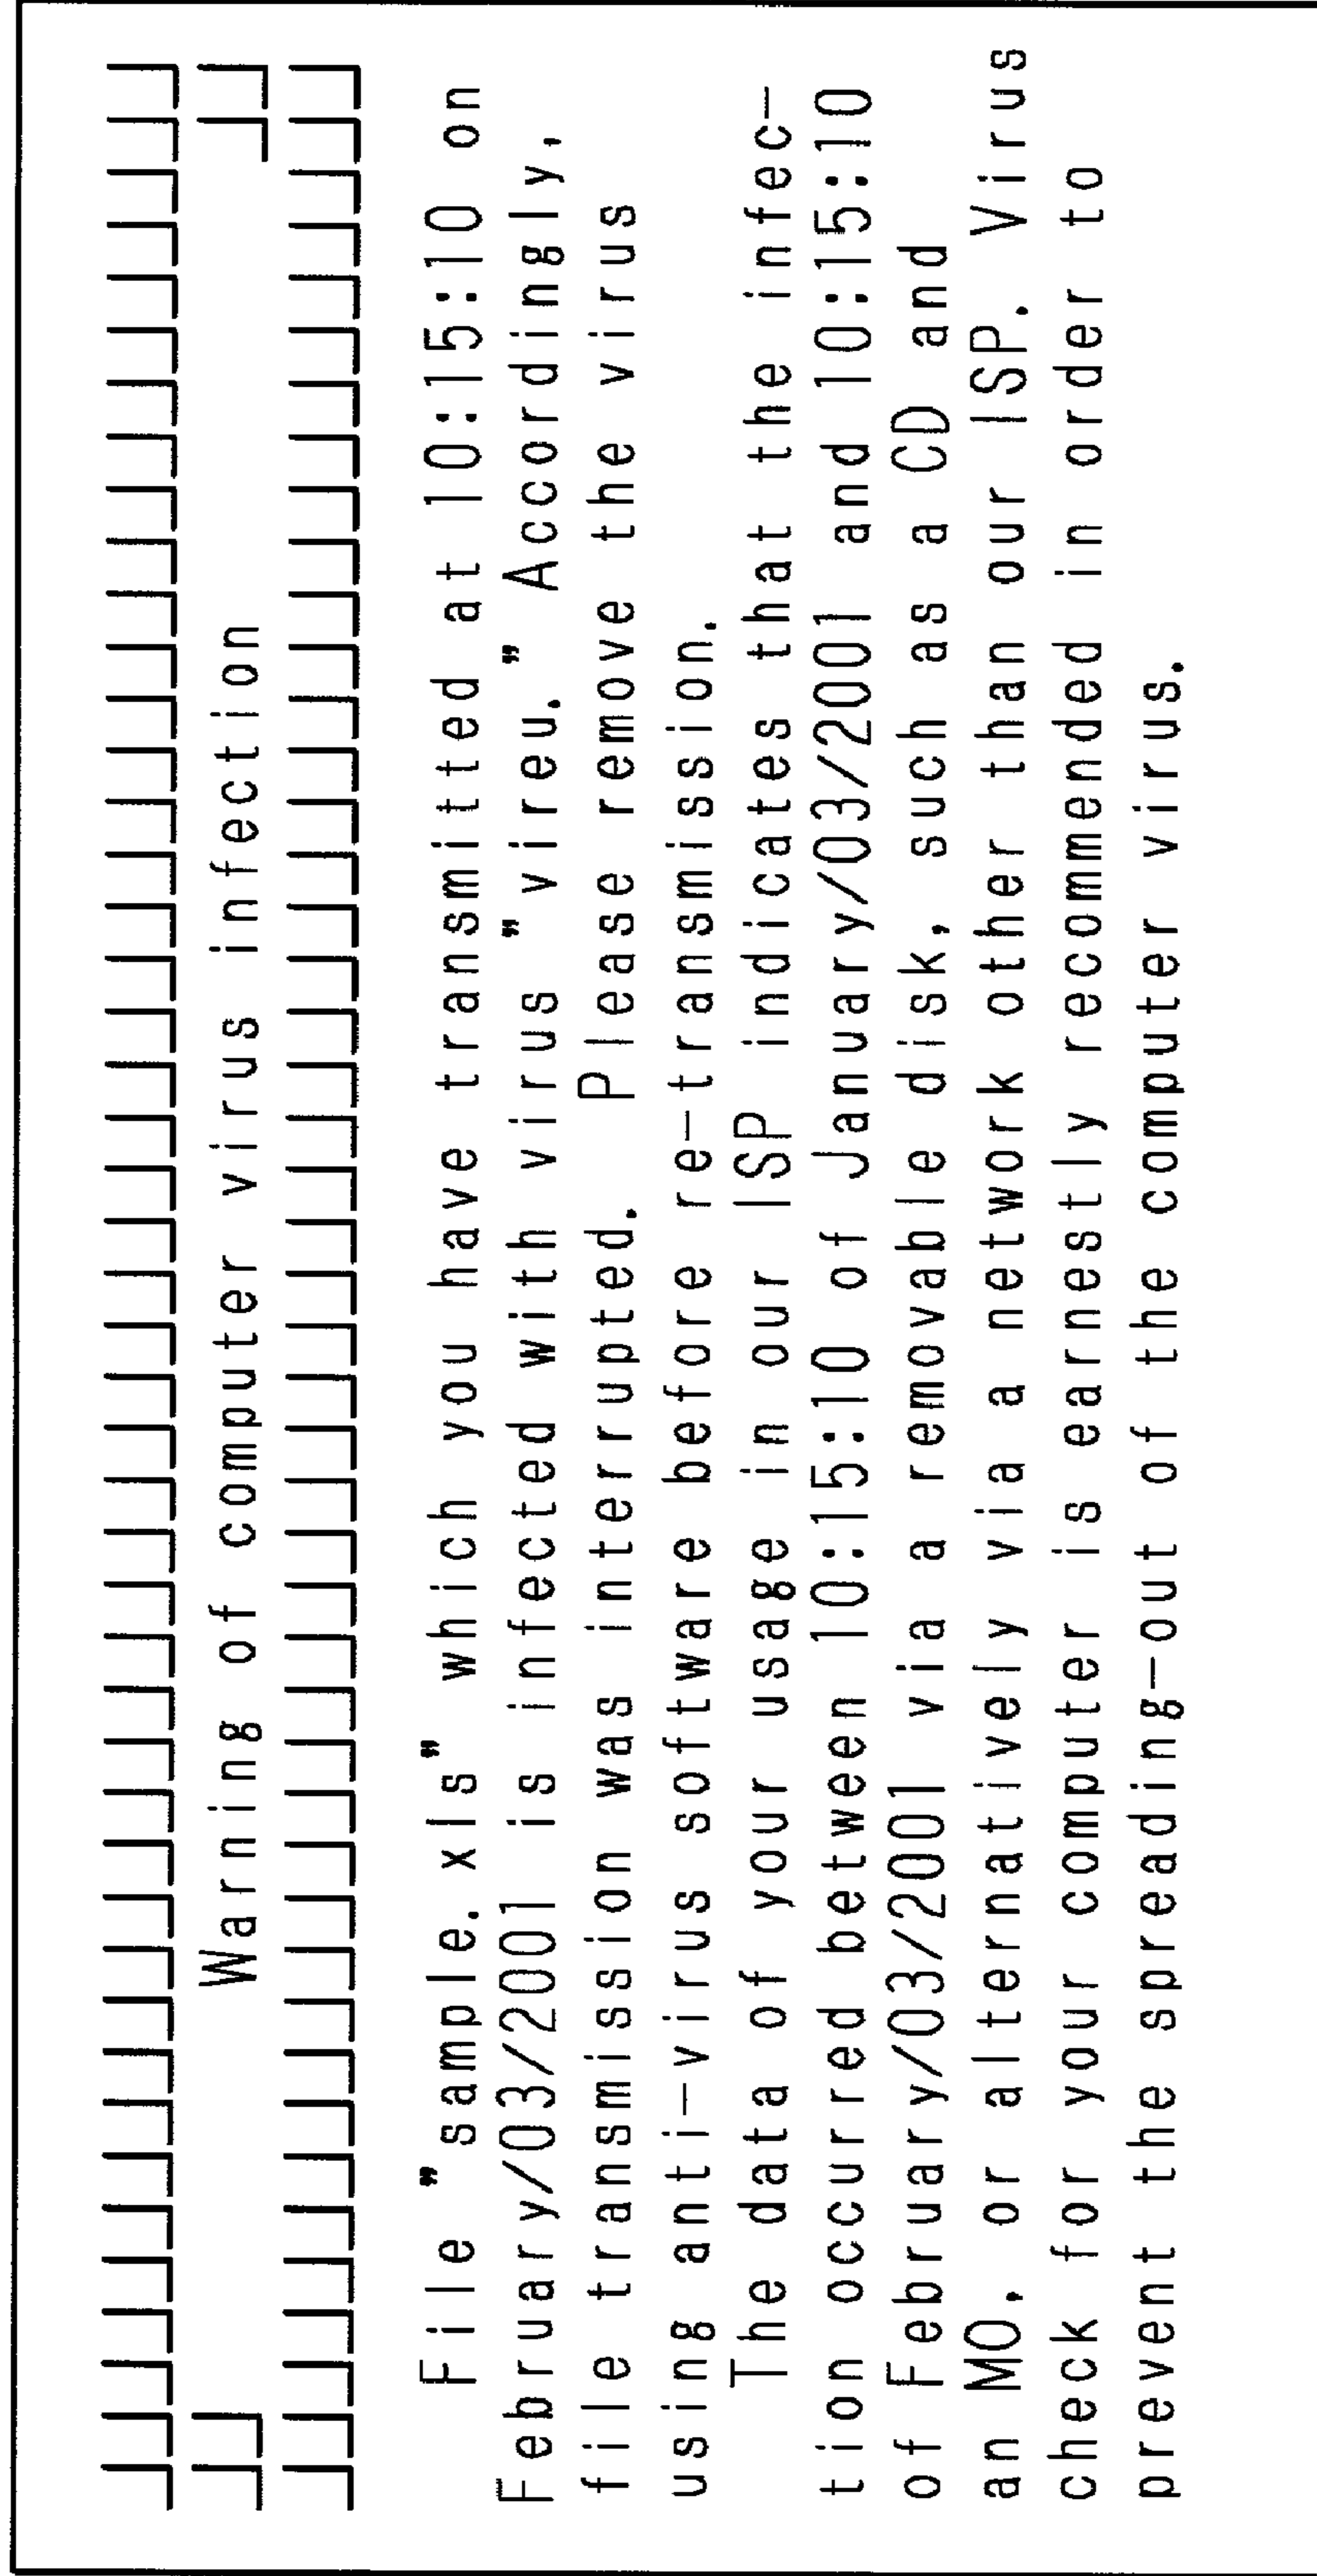 Warning of computer virus infection
File "sample.xls" which you have transmitted at 10:15:10 on
February/03/2001 is infected with virus "vireu." Accordingly,
file transmission was interrupted. Please remove the virus
using anti-virus software before re-transmission.
The data of your usage in our ISP indicates that the infec-
tion occurred between 10:15:10 of January/03/2001 and 10:15:10
of February/03/2001 via a removable disk, such as a CD and
an MO, or alternatively via a network other than our ISP. Virus
check for your computer is earnestly recommended in order to
prevent the spreading-out of the computer virus.